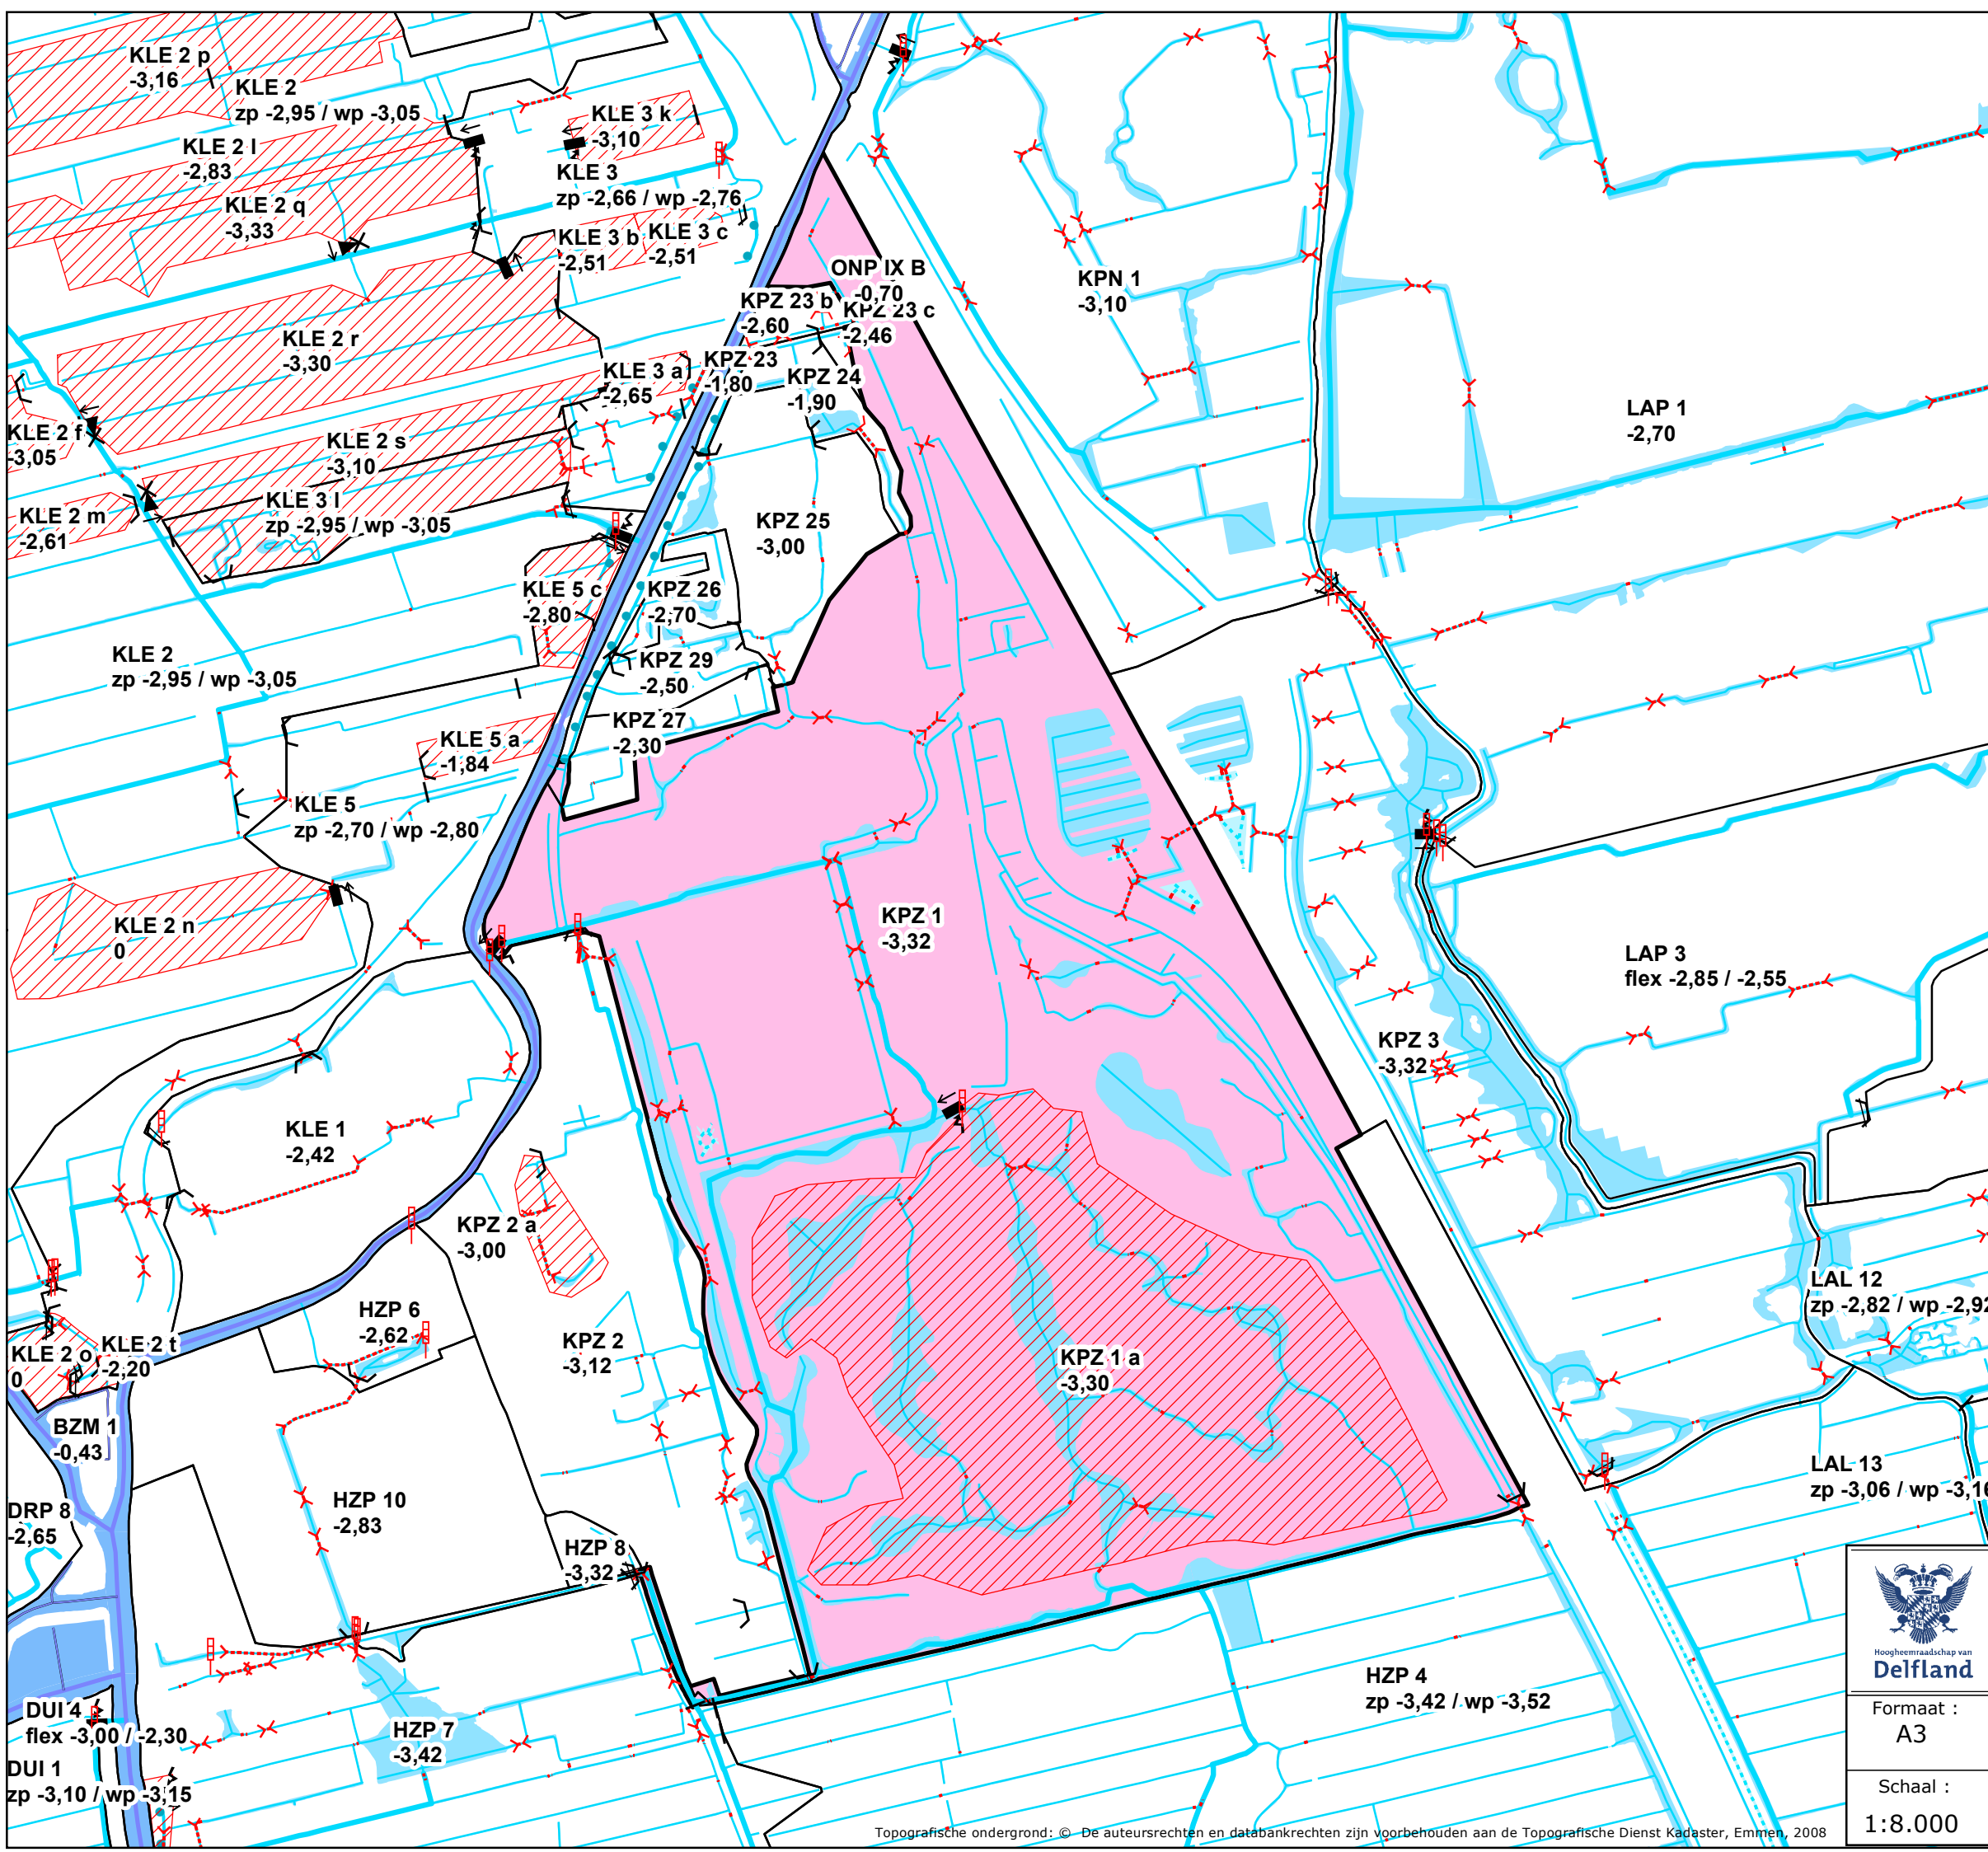 KLE 2 p
-3,16
KLE 2
zp -2,95 / wp -3,05
KLE 3 k
-3,10
KLE 2 l
-2,83
KLE 3
zp -2,66 / wp -2,76
KLE 2 q
-3,33
KLE 3 b
-2,51
KLE 3 c
-2,51
ONP IX B
-0,70
KPN 1
-3,10
KPZ 23 b
-2,60
KPZ 23 c
-2,46
KLE 2 r
-3,30
KLE 3 a
-2,65
KPZ 23
-1,80
KPZ 24
-1,90
LAP 1
-2,70
KLE 2 f
-3,05
KLE 2 s
-3,10
KLE 3 l
zp -2,95 / wp -3,05
KLE 2 m
-2,61
KPZ 25
-3,00
KLE 5 c
-2,80
KPZ 26
-2,70
KLE 2
zp -2,95 / wp -3,05
KPZ 29
-2,50
KPZ 27
-2,30
KLE 5 a
-1,84
KLE 5
zp -2,70 / wp -2,80
KLE 2 n
0
KPZ 1
-3,32
LAP 3
flex -2,85 / -2,55
KPZ 3
-3,32
KLE 1
-2,42
KPZ 2 a
-3,00
LAL 12
zp -2,82 / wp -2,92
HZP 6
-2,62
KLE 2 o
0
KLE 2 t
-2,20
KPZ 2
-3,12
KPZ 1 a
-3,30
BZM 1
-0,43
LAL 13
zp -3,06 / wp -3,16
DRP 8
-2,65
HZP 10
-2,83
HZP 8
-3,32
HZP 4
zp -3,42 / wp -3,52
DUI 4
flex -3,00 / -2,30
HZP 7
-3,42
DUI 1
zp -3,10 / wp -3,15
Hoogheemraadschap van
Delfland
Formaat :
A3
Schaal :
1:8.000
Topografische ondergrond: © De auteursrechten en databankrechten zijn voorbehouden aan de Topografische Dienst Kadaster, Emmen, 2008